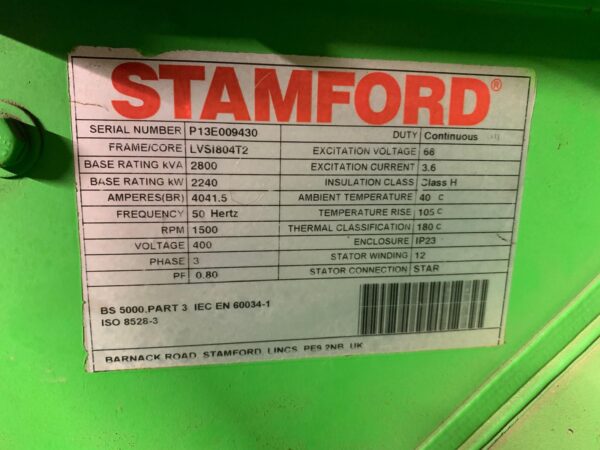 STAMFORD®
SERIAL NUMBER P13E009430 DUTY Continuous
FRAME/CORE LVSI804T2 EXCITATION VOLTAGE 68
BASE RATING kVA 2800 EXCITATION CURRENT 3.6
BASE RATING kW 2240 INSULATION CLASS Class H
AMPERES(BR) 4041.5 AMBIENT TEMPERATURE 40 C
FREQUENCY 50 Hertz TEMPERATURE RISE 105 C
RPM 1500 THERMAL CLASSIFICATION 180 C
VOLTAGE 400 ENCLOSURE IP23
PHASE 3 STATOR WINDING 12
PF 0.80 STATOR CONNECTION STAR
BS 5000.PART 3 IEC EN 60034-1
ISO 8528-3
BARNACK ROAD, STAMFORD, LINCS, PE9 2NB, UK